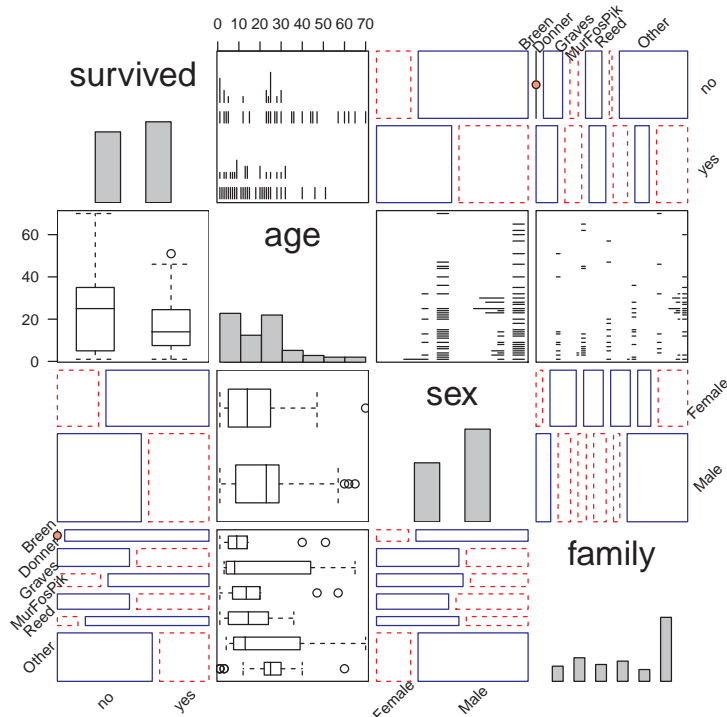 0 10 20 30 40 50 60 70
survived
Breen
Donner
Graves
MurFosPik
Reed
Other
no
yes
60
40
20
0
age
sex
Female
Male
Breen
Donner
Graves
MurFosPik
Reed
Other
family
no
yes
Female
Male